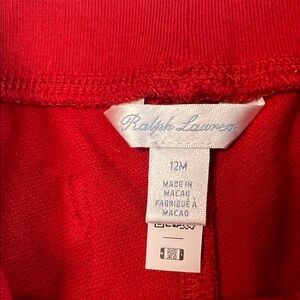 Ralph Lauren
12M
MADE IN
MACAO
FABRIQUÉ À
MACAO